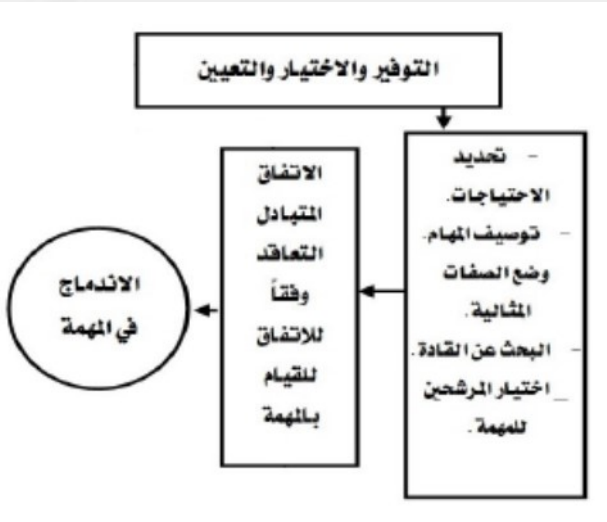 التوفير والاختيار والتعيين
- تحديد
الاحتياجات.
- توصيف المهام.
وضع الصفات
المثالية.
- البحث عن القادة.
_ اختيار المرشحين
للمهمة.
الاتفاق
المتبادل
التعاقد
وفقاً
للاتفاق
للقيام
بالمهمة
الاندماج
في المهمة